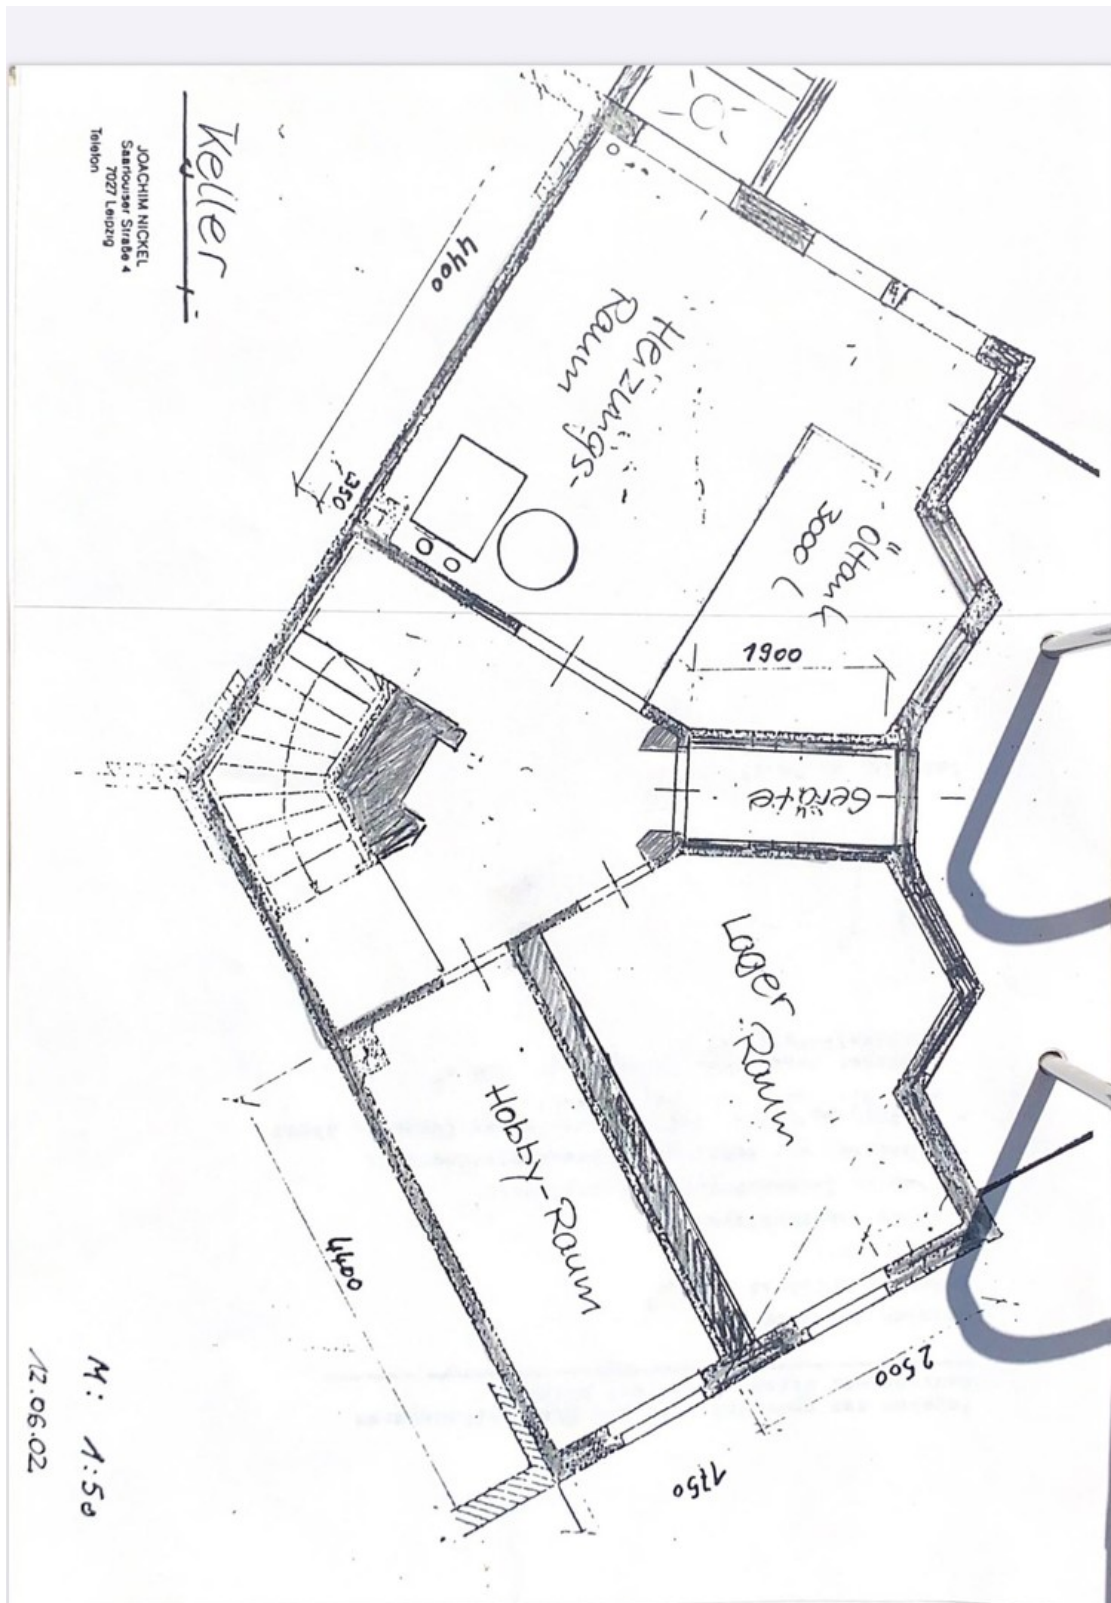 Keller
JOACHIM NICKEL
Saarlouiser Straße 4
7027 Leipzig
Telefon
4400
350
Heizungs-
Raum
Öltank
3000 l
1900
Geräte
Lager
Raum
Hobby-Raum
4400
2500
1750
M: 1:50
12.06.02